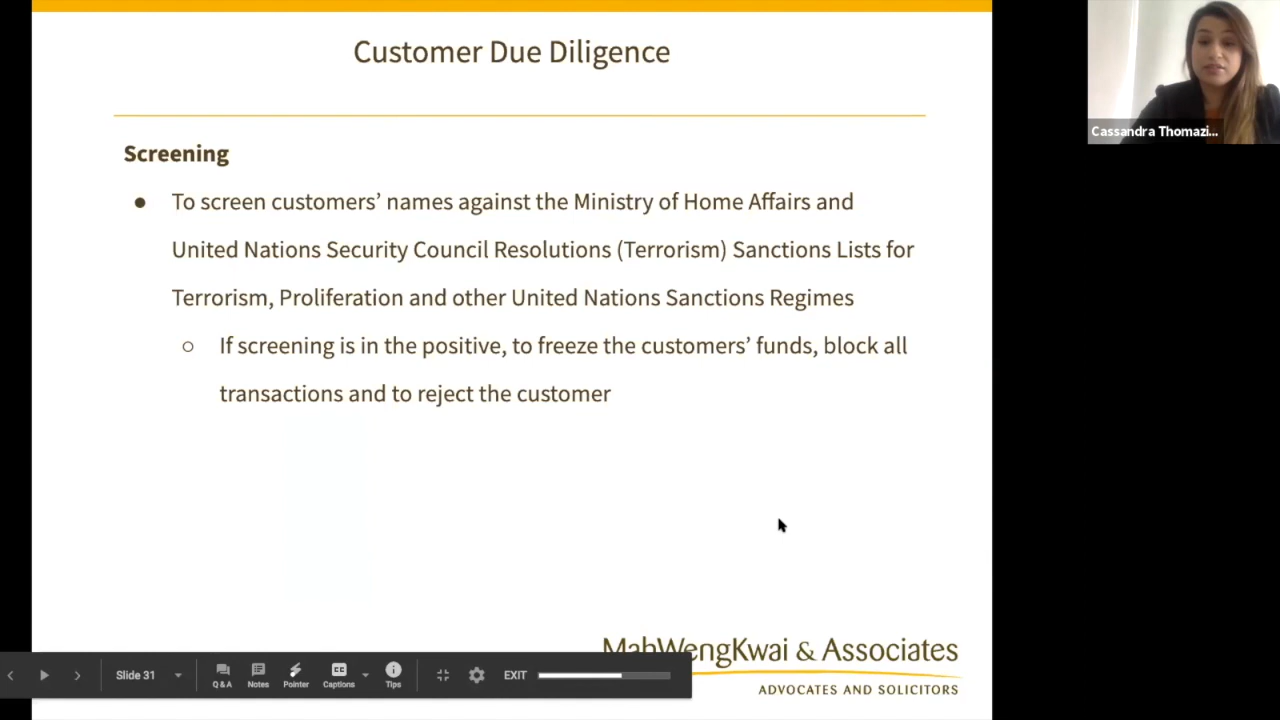 Customer Due Diligence
Cassandra Thomazi...
Screening
● To screen customers’ names against the Ministry of Home Affairs and
United Nations Security Council Resolutions (Terrorism) Sanctions Lists for
Terrorism, Proliferation and other United Nations Sanctions Regimes
○ If screening is in the positive, to freeze the customers’ funds, block all
transactions and to reject the customer
MahWengKwai & Associates
ADVOCATES AND SOLICITORS
Slide 31
Q & A
Notes
Pointer
CC
Captions
Tips
EXIT